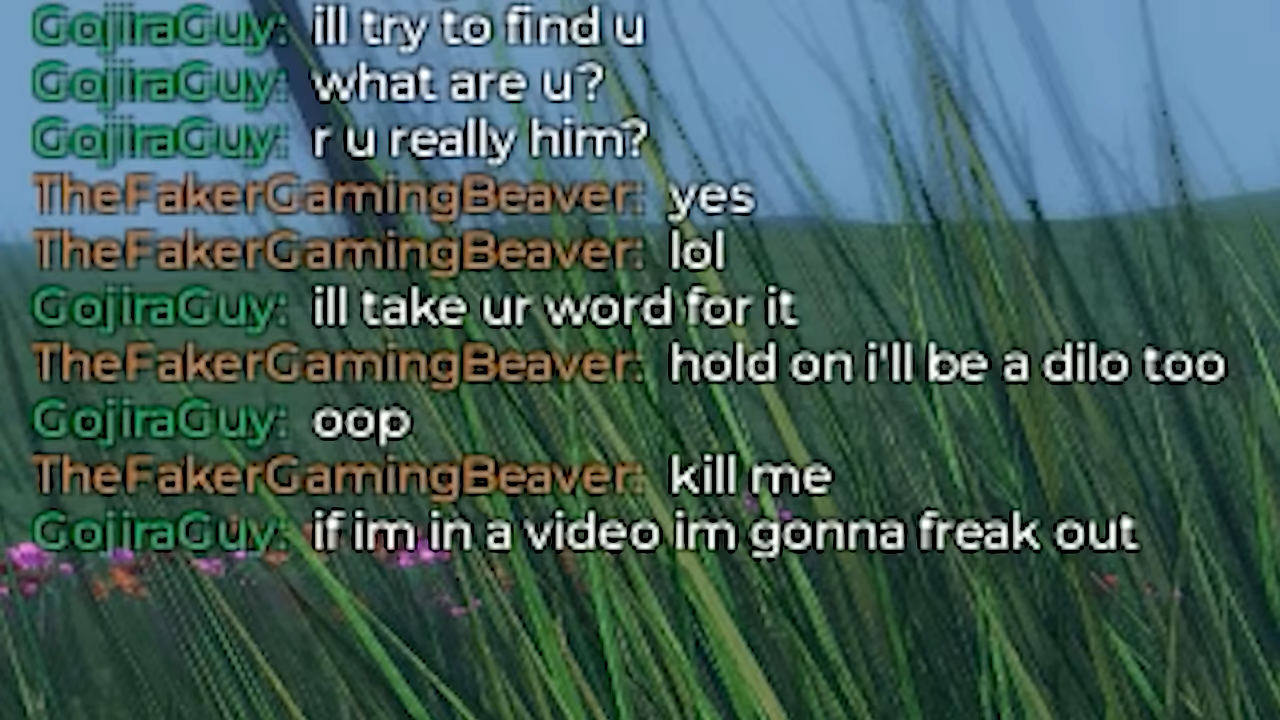 GojiraGuy: ill try to find u
GojiraGuy: what are u?
GojiraGuy: r u really him?
TheFakerGamingBeaver: yes
TheFakerGamingBeaver: lol
GojiraGuy: ill take ur word for it
TheFakerGamingBeaver: hold on i'll be a dilo too
GojiraGuy: oop
TheFakerGamingBeaver: kill me
GojiraGuy: if im in a video im gonna freak out